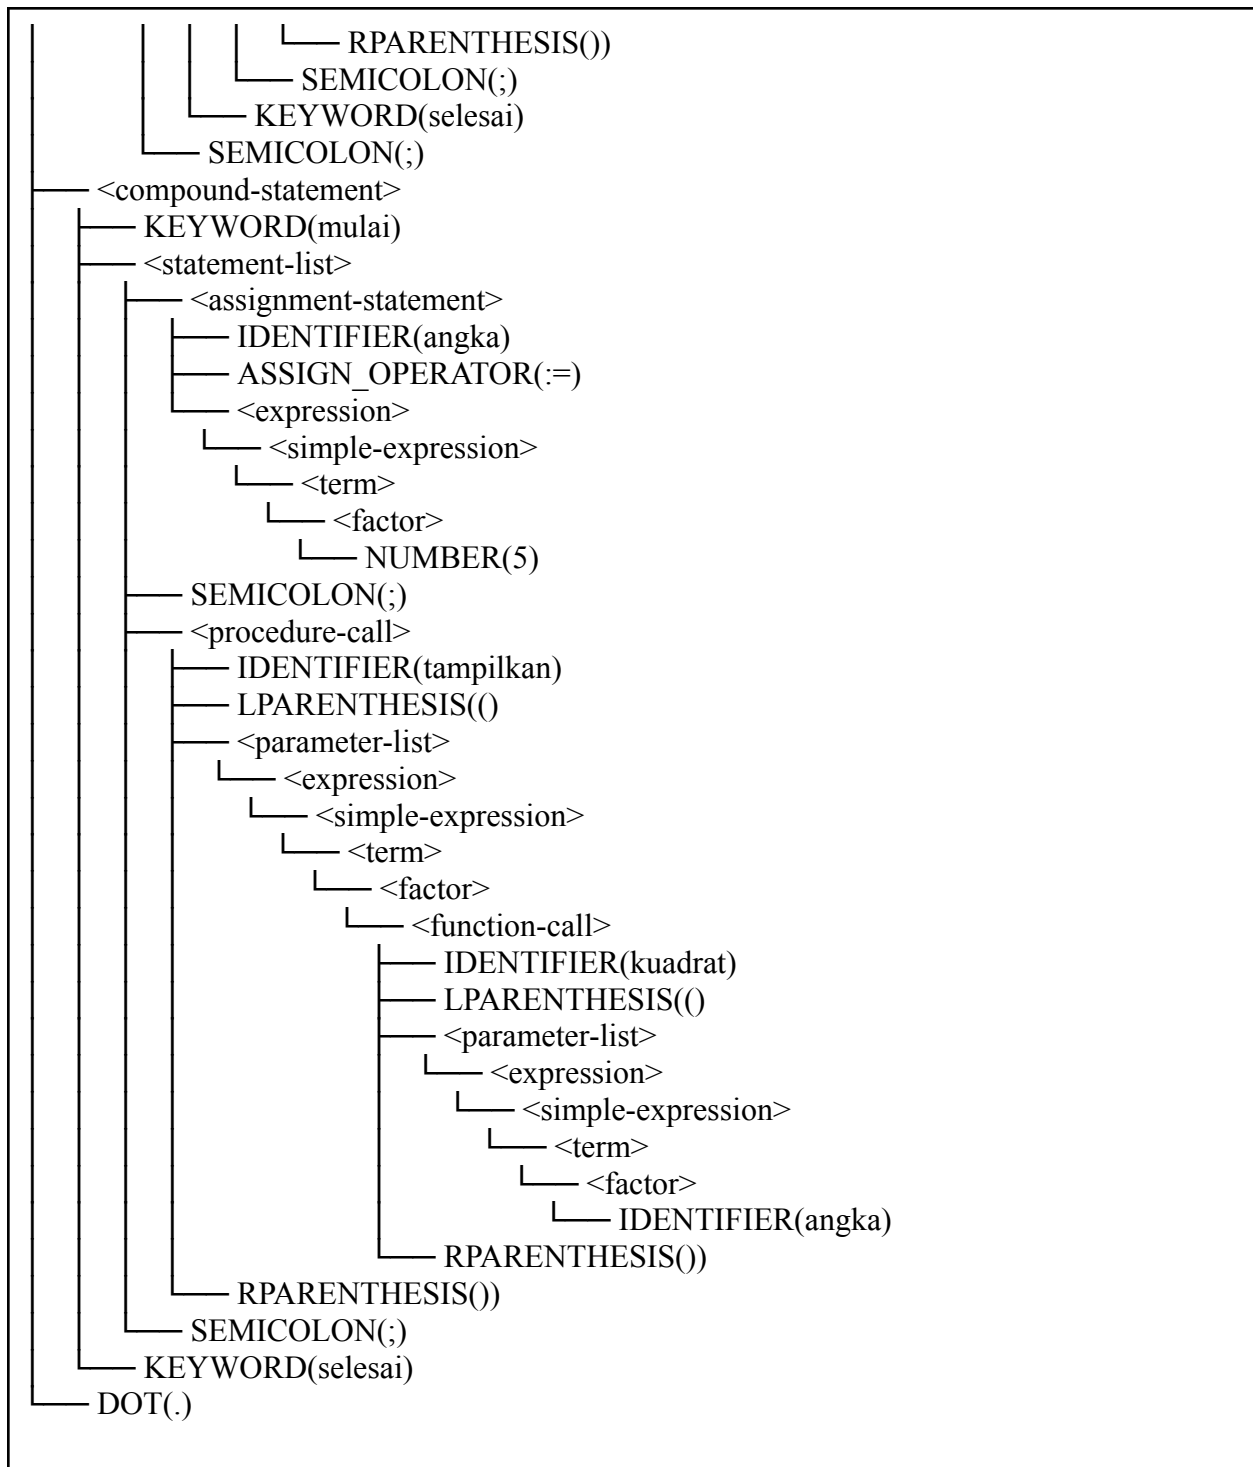 RPARENTHESIS())
SEMICOLON(;)
KEYWORD(selesai)
SEMICOLON(;)
<compound-statement>
KEYWORD(mulai)
<statement-list>
<assignment-statement>
IDENTIFIER(angka)
ASSIGN_OPERATOR(:=)
<expression>
<simple-expression>
<term>
<factor>
NUMBER(5)
SEMICOLON(;)
<procedure-call>
IDENTIFIER(tampilkan)
LPARENTHESIS(()
<parameter-list>
<expression>
<simple-expression>
<term>
<factor>
<function-call>
IDENTIFIER(kuadrat)
LPARENTHESIS(()
<parameter-list>
<expression>
<simple-expression>
<term>
<factor>
IDENTIFIER(angka)
RPARENTHESIS())
RPARENTHESIS())
SEMICOLON(;)
KEYWORD(selesai)
DOT(.)